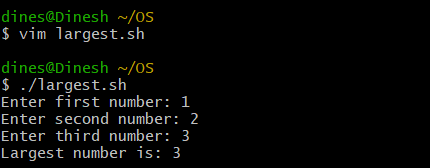 dines@Dinesh ~/OS
$ vim largest.sh
dines@Dinesh ~/OS
$ ./largest.sh
Enter first number: 1
Enter second number: 2
Enter third number: 3
Largest number is: 3